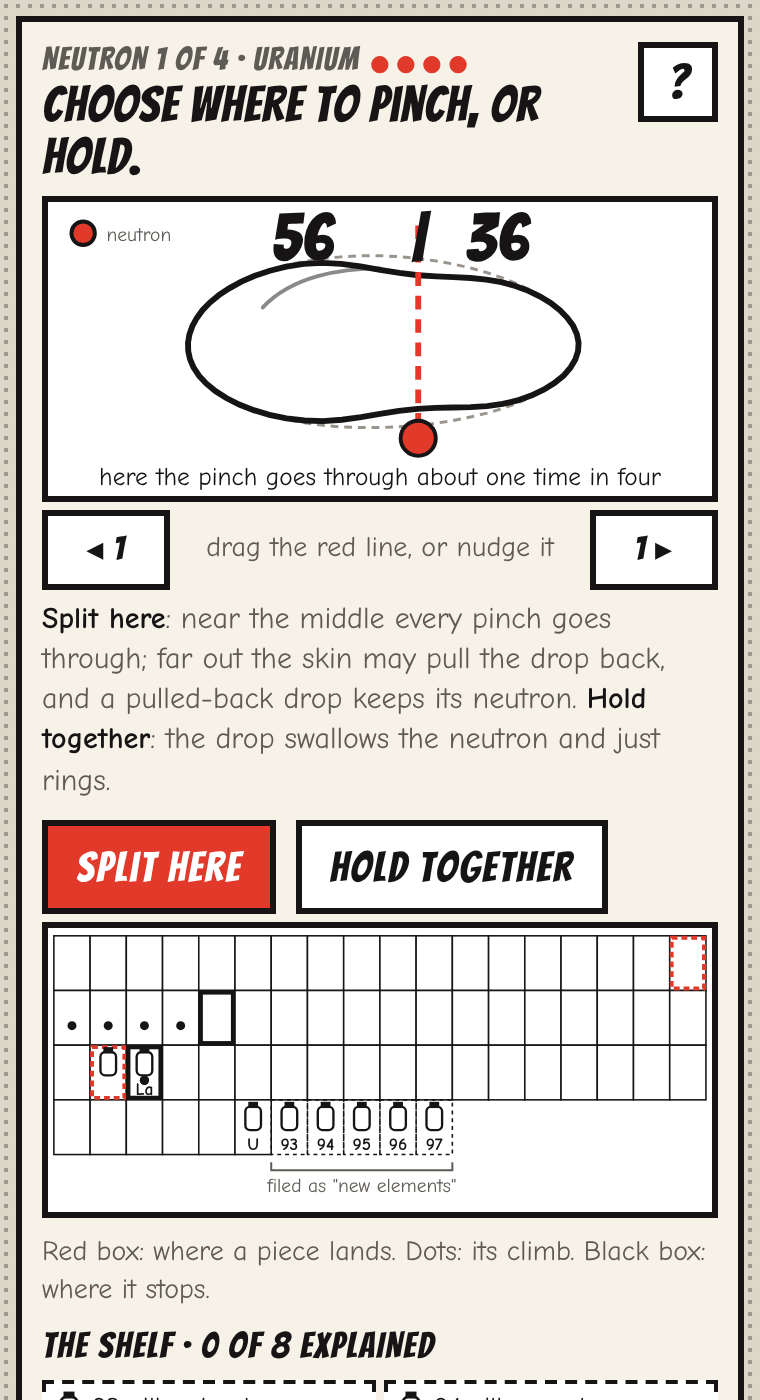 NEUTRON 1 OF 4 · URANIUM
?
CHOOSE WHERE TO PINCH, OR
HOLD.
neutron
56 | 36
here the pinch goes through about one time in four
◀ 1
drag the red line, or nudge it
1 ▶
Split here: near the middle every pinch goes
through; far out the skin may pull the drop back,
and a pulled-back drop keeps its neutron. Hold
together: the drop swallows the neutron and just
rings.
SPLIT HERE
HOLD TOGETHER
La
U 93 94 95 96 97
filed as "new elements"
Red box: where a piece lands. Dots: its climb. Black box:
where it stops.
THE SHELF · 0 OF 8 EXPLAINED